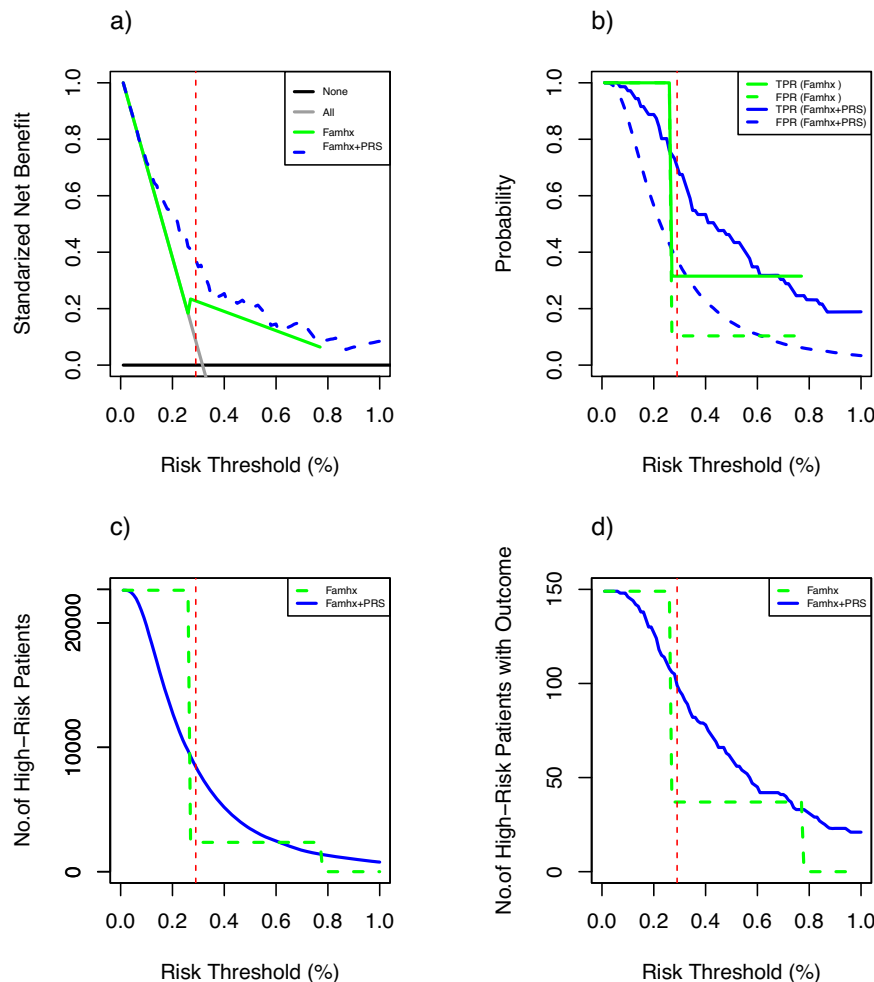 a)
Standarized Net Benefit
1.0
0.8
0.6
0.4
0.2
0.0
None
All
Famhx
Famhx+PRS
0.0 0.2 0.4 0.6 0.8 1.0
Risk Threshold (%)
b)
Probability
1.0
0.8
0.6
0.4
0.2
0.0
TPR (Famhx )
FPR (Famhx )
TPR (Famhx+PRS)
FPR (Famhx+PRS)
0.0 0.2 0.4 0.6 0.8 1.0
Risk Threshold (%)
c)
No.of High−Risk Patients
20000
10000
0
Famhx
Famhx+PRS
0.0 0.2 0.4 0.6 0.8 1.0
Risk Threshold (%)
d)
No.of High−Risk Patients with Outcome
150
100
50
0
Famhx
Famhx+PRS
0.0 0.2 0.4 0.6 0.8 1.0
Risk Threshold (%)